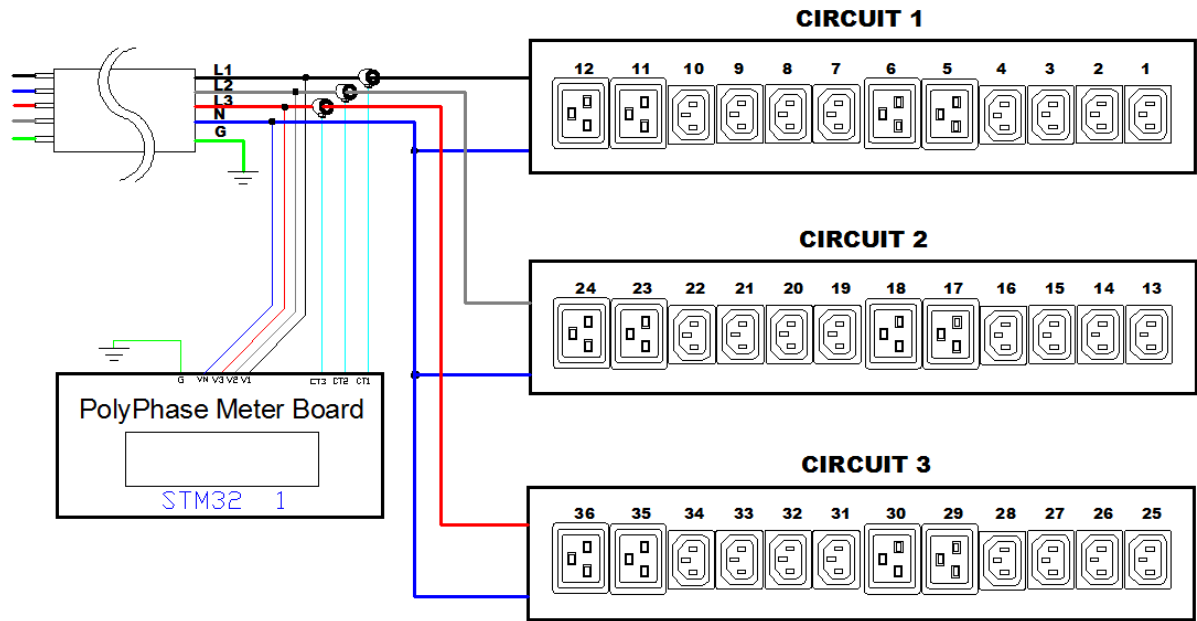 CIRCUIT 1
12 11 10 9 8 7 6 5 4 3 2 1
L1
L2
L3
N
G
CIRCUIT 2
24 23 22 21 20 19 18 17 16 15 14 13
G VN V3 V2 V1 CT3 CT2 CT1
PolyPhase Meter Board
STM32 1
CIRCUIT 3
36 35 34 33 32 31 30 29 28 27 26 25